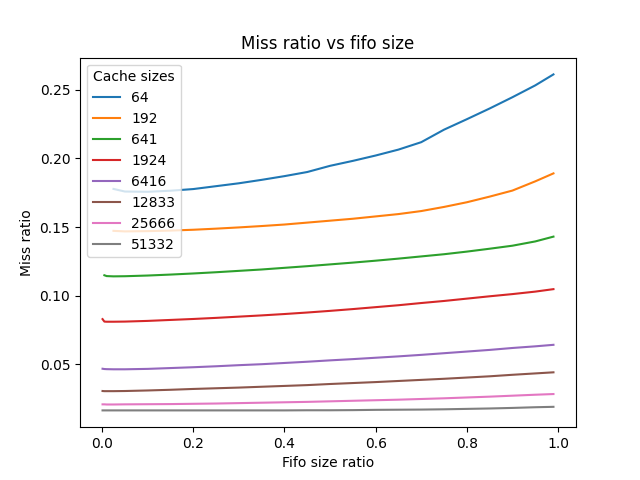 Miss ratio vs fifo size
Cache sizes
64
192
641
1924
6416
12833
25666
51332
0.25
0.20
0.15
0.10
0.05
Miss ratio
0.0 0.2 0.4 0.6 0.8 1.0
Fifo size ratio